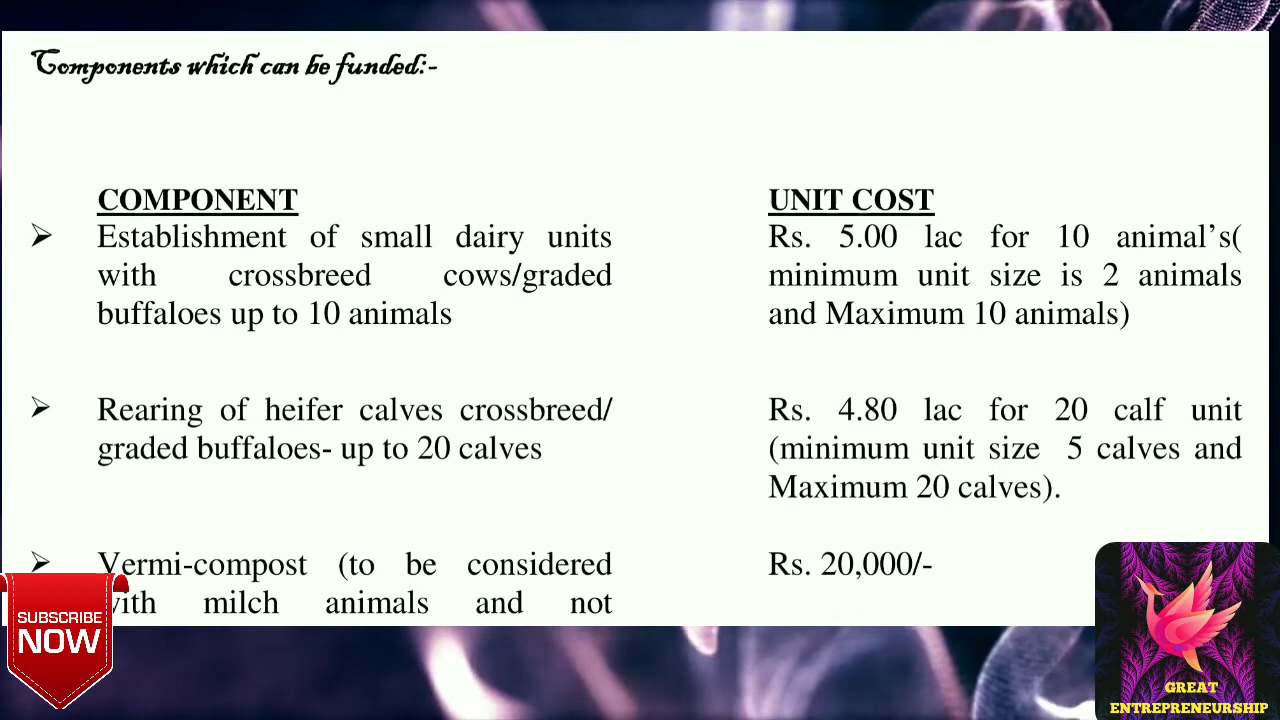 Components which can be funded:-
COMPONENT
UNIT COST
➢ Establishment of small dairy units
with crossbreed cows/graded
buffaloes up to 10 animals
Rs. 5.00 lac for 10 animal’s(
minimum unit size is 2 animals
and Maximum 10 animals)
➢ Rearing of heifer calves crossbreed/
graded buffaloes- up to 20 calves
Rs. 4.80 lac for 20 calf unit
(minimum unit size 5 calves and
Maximum 20 calves).
➢ Vermi-compost (to be considered
with milch animals and not
Rs. 20,000/-
SUBSCRIBE
NOW
GREAT
ENTREPRENEURSHIP